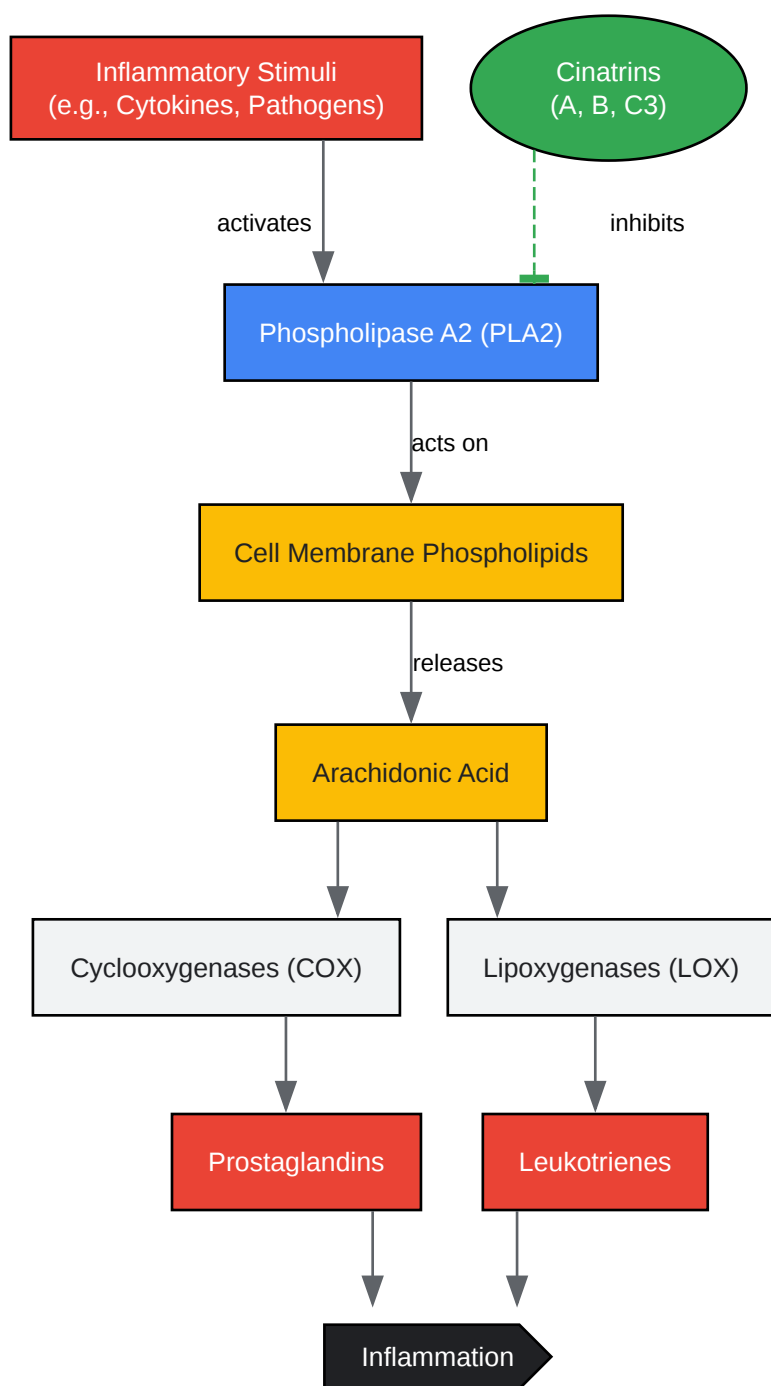 Inflammatory Stimuli
(e.g., Cytokines, Pathogens)
Cinatrins
(A, B, C3)
activates
inhibits
Phospholipase A2 (PLA2)
acts on
Cell Membrane Phospholipids
releases
Arachidonic Acid
Cyclooxygenases (COX)
Lipoxygenases (LOX)
Prostaglandins
Leukotrienes
Inflammation